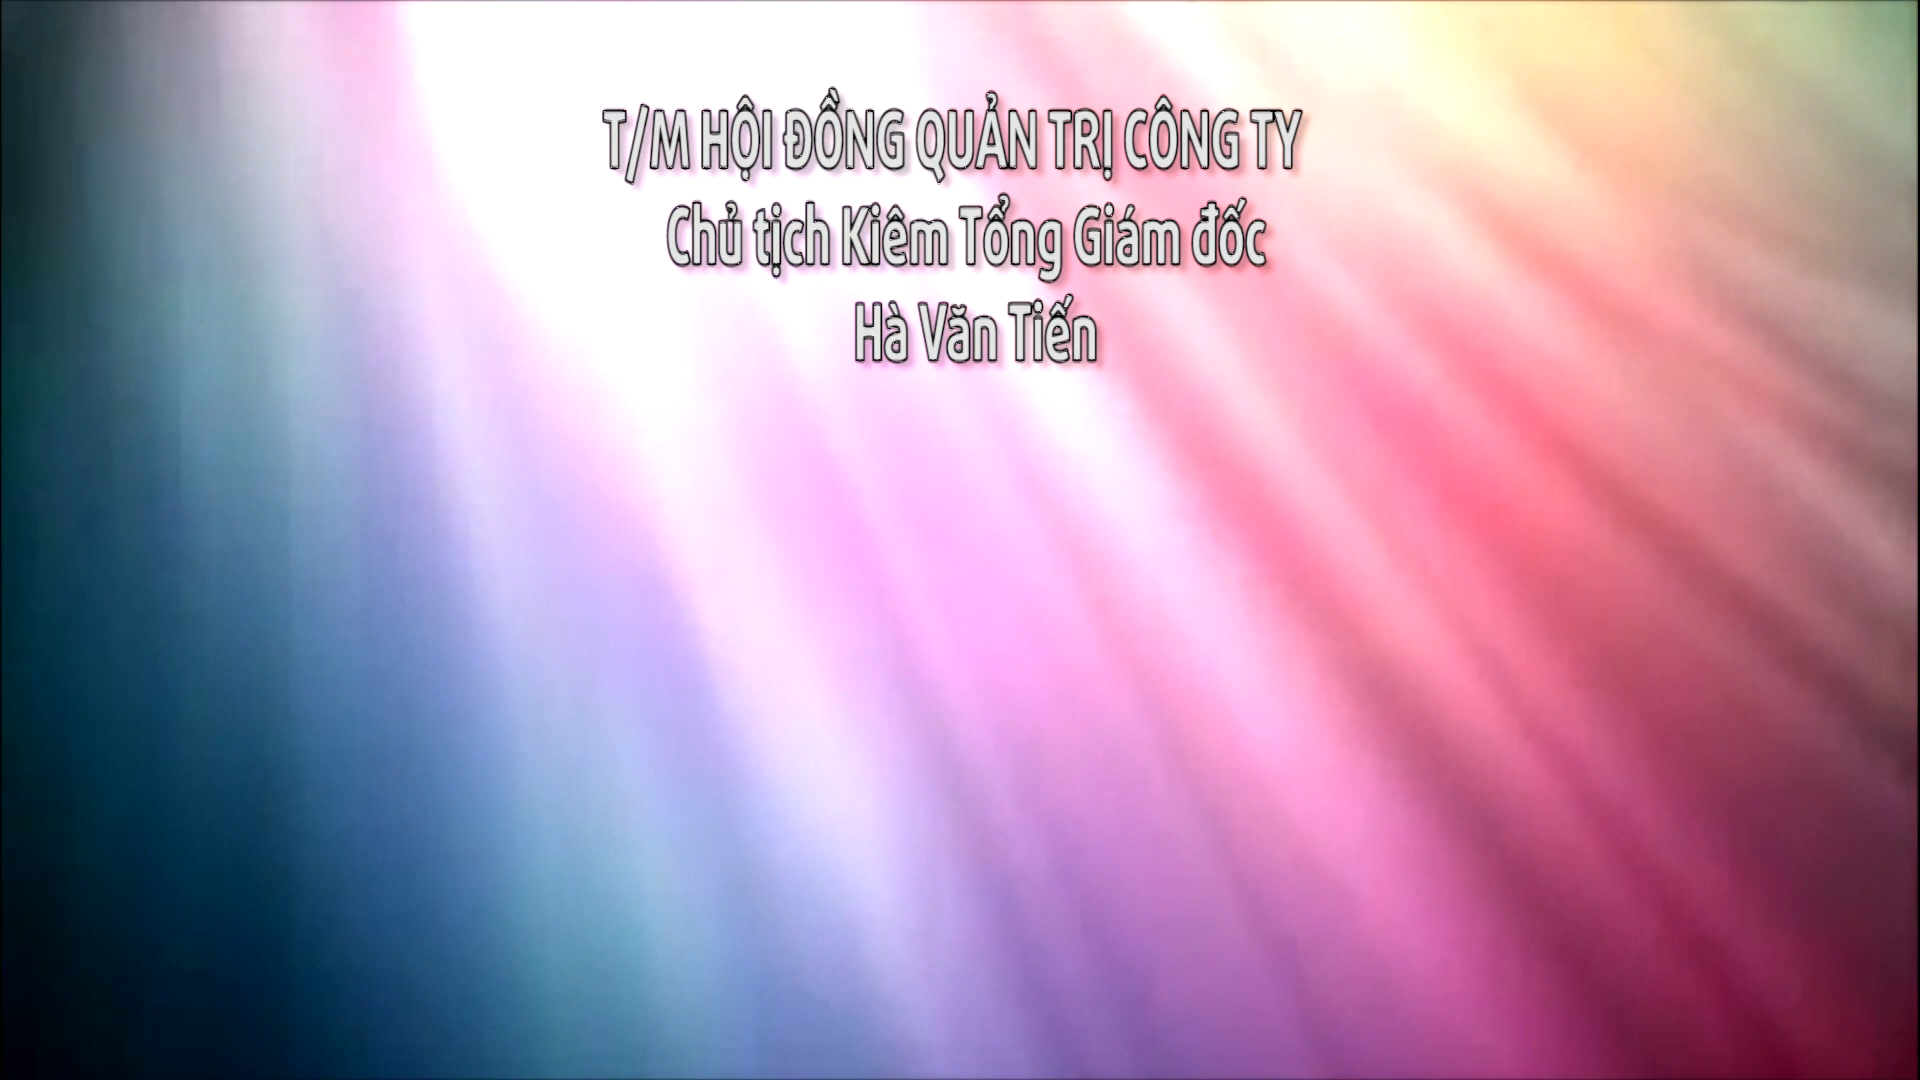 T/M HỘI ĐỒNG QUẢN TRỊ CÔNG TY
Chủ tịch Kiêm Tổng Giám đốc
Hà Văn Tiến